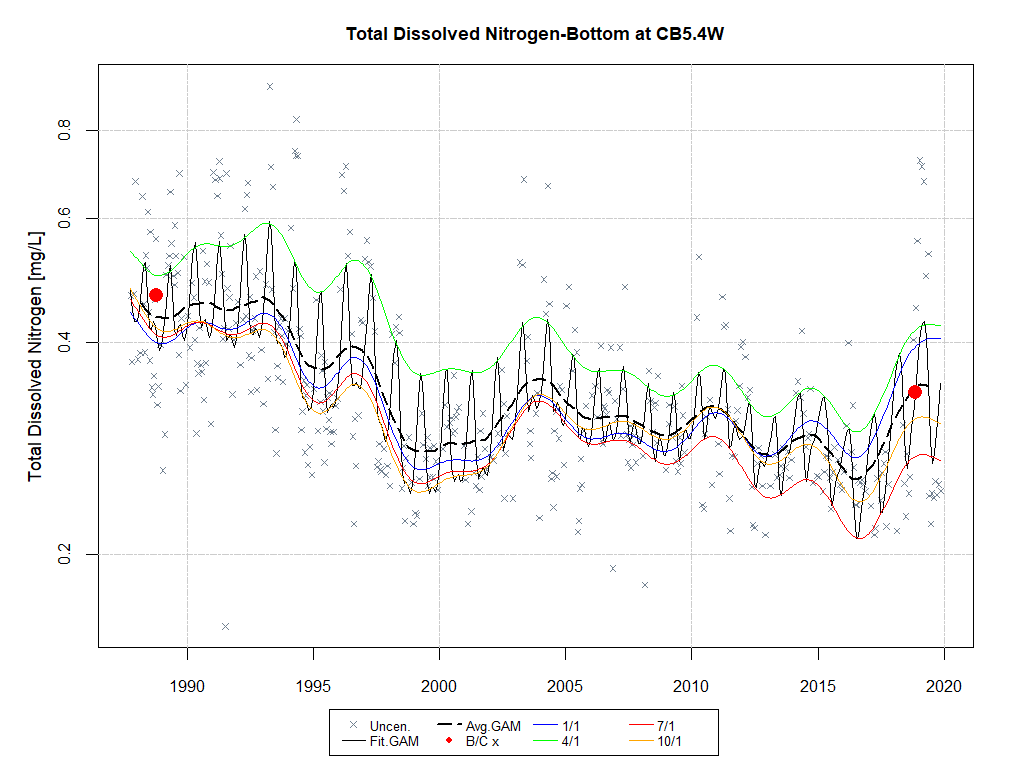 Total Dissolved Nitrogen-Bottom at CB5.4W
Total Dissolved Nitrogen [mg/L]
0.8
0.6
0.4
0.2
1990 1995 2000 2005 2010 2015 2020
Uncen. Avg.GAM 1/1 7/1
Fit.GAM B/C x 4/1 10/1